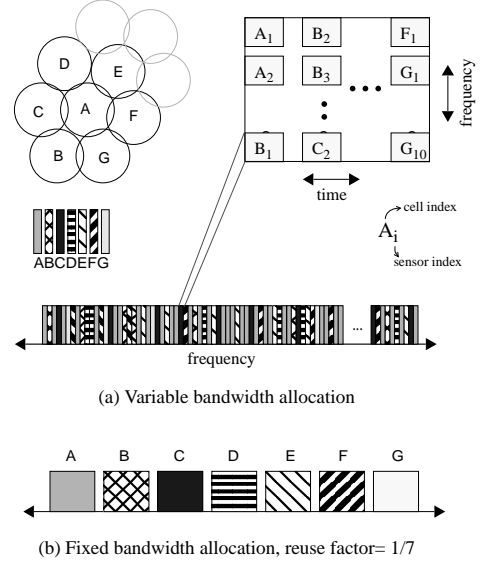 D
E
C
A
F
B
G
A1
B2
F1
A2
B3
G1
B1
C2
G10
frequency
time
cell index
Ai
sensor index
ABCDEFG
...
frequency
(a) Variable bandwidth allocation
A B C D E F G
(b) Fixed bandwidth allocation, reuse factor= 1/7